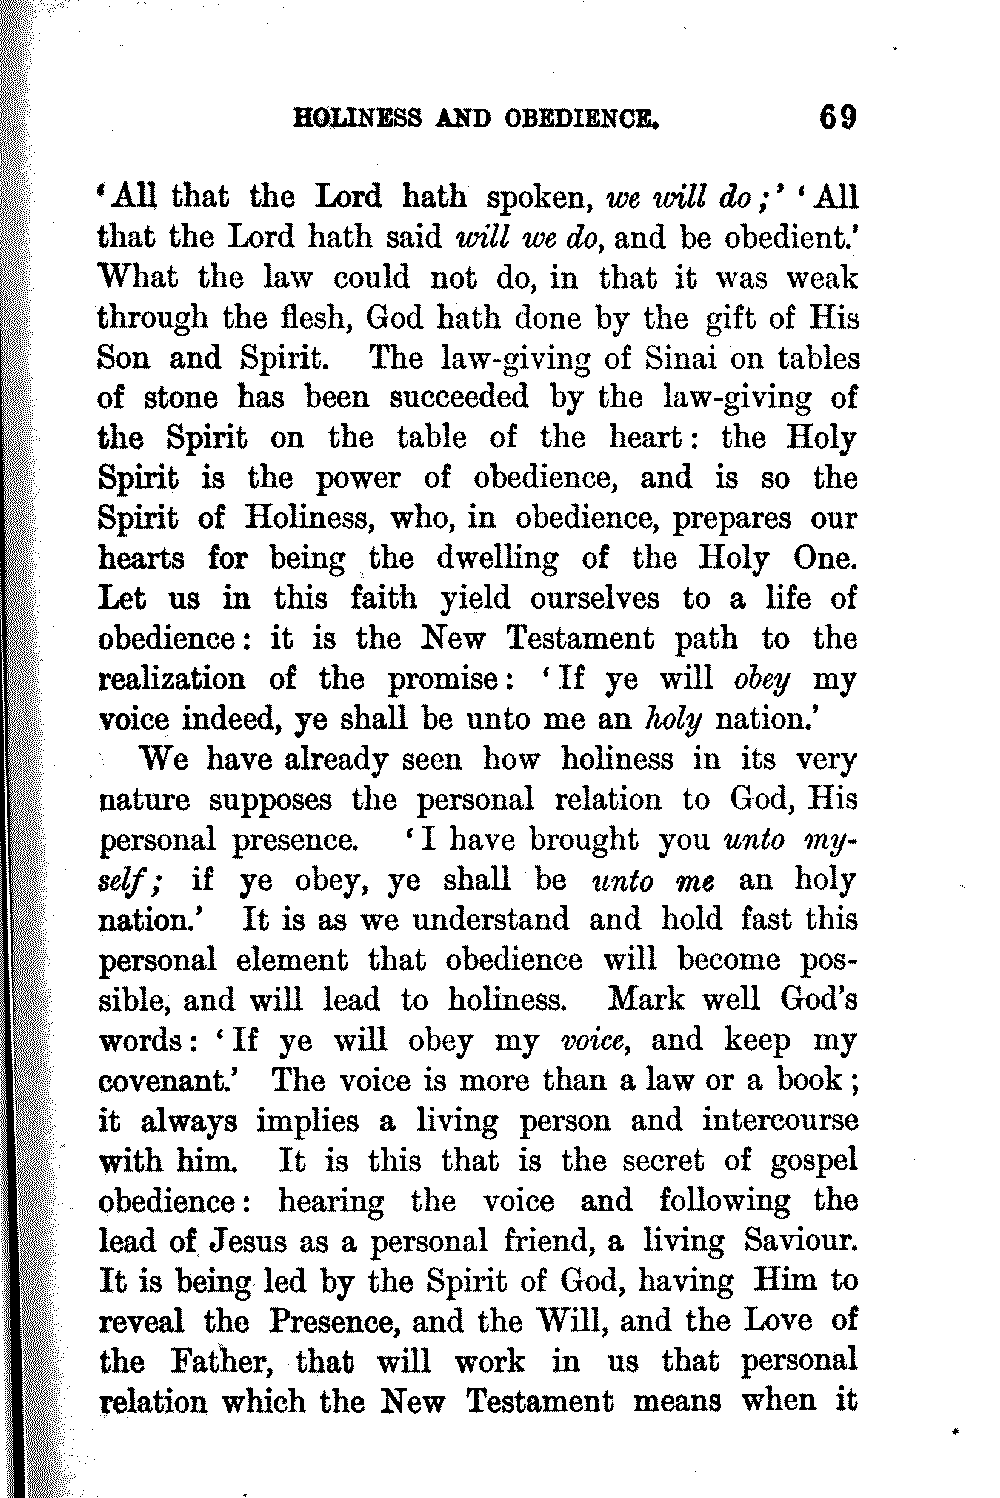 HOLINESS AND OBEDIENCE. 69
‘All that the Lord hath spoken, we will do;’ ‘All
that the Lord hath said will we do, and be obedient.’
What the law could not do, in that it was weak
through the flesh, God hath done by the gift of His
Son and Spirit. The law-giving of Sinai on tables
of stone has been succeeded by the law-giving of
the Spirit on the table of the heart: the Holy
Spirit is the power of obedience, and is so the
Spirit of Holiness, who, in obedience, prepares our
hearts for being the dwelling of the Holy One.
Let us in this faith yield ourselves to a life of
obedience: it is the New Testament path to the
realization of the promise: ‘If ye will obey my
voice indeed, ye shall be unto me an holy nation.’
We have already seen how holiness in its very
nature supposes the personal relation to God, His
personal presence. ‘I have brought you unto my-
self; if ye obey, ye shall be unto me an holy
nation.’ It is as we understand and hold fast this
personal element that obedience will become pos-
sible, and will lead to holiness. Mark well God’s
words: ‘If ye will obey my voice, and keep my
covenant.’ The voice is more than a law or a book;
it always implies a living person and intercourse
with him. It is this that is the secret of gospel
obedience: hearing the voice and following the
lead of Jesus as a personal friend, a living Saviour.
It is being led by the Spirit of God, having Him to
reveal the Presence, and the Will, and the Love of
the Father, that will work in us that personal
relation which the New Testament means when it